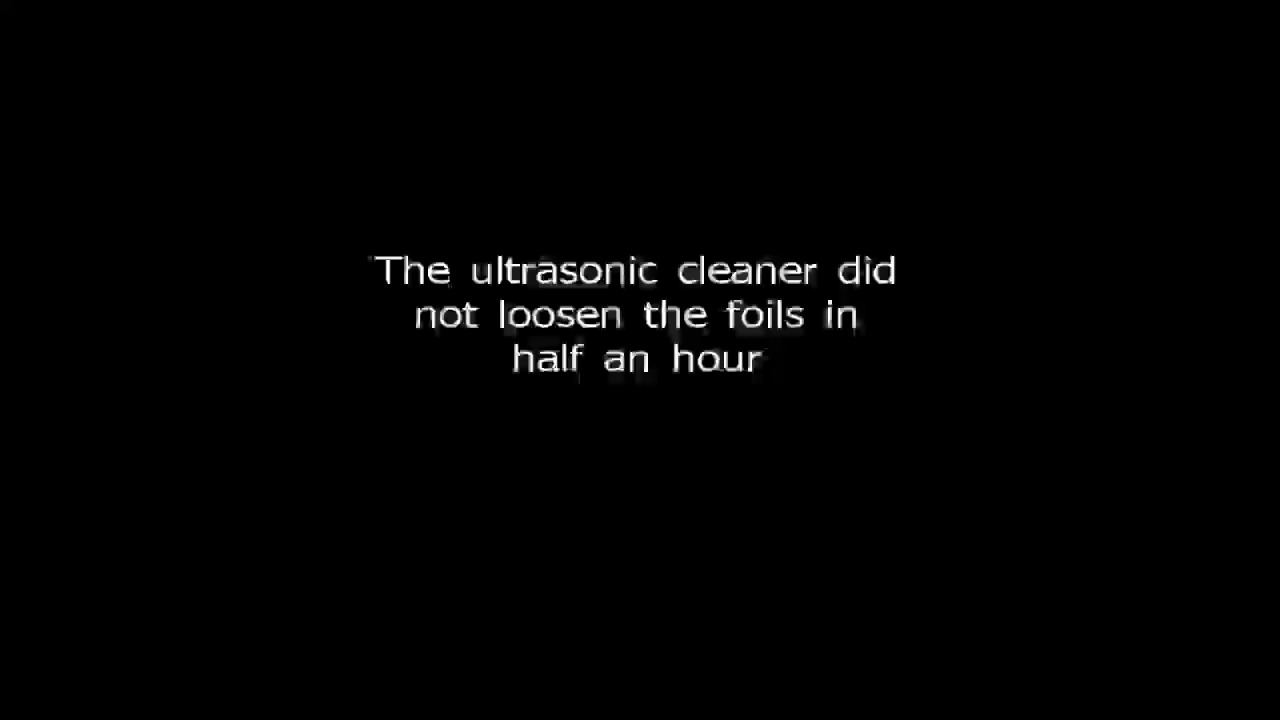 The ultrasonic cleaner did
not loosen the foils in
half an hour